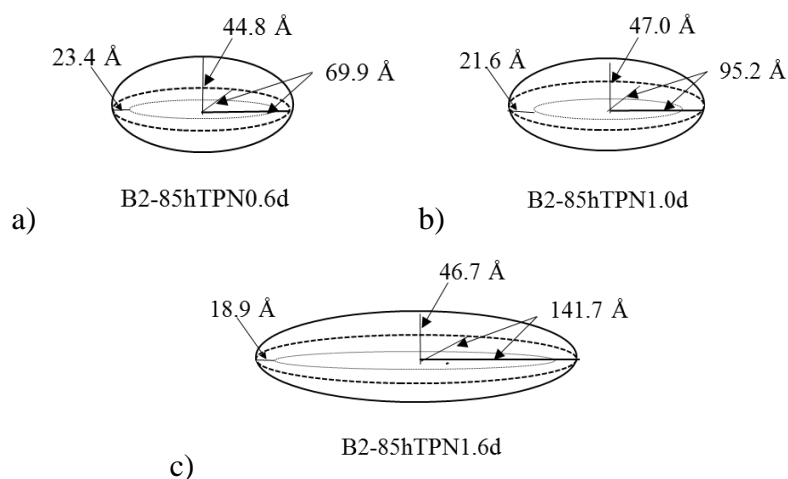 44.8 Å
23.4 Å
69.9 Å
B2-85hTPN0.6d
a)
47.0 Å
21.6 Å
95.2 Å
B2-85hTPN1.0d
b)
46.7 Å
18.9 Å
141.7 Å
B2-85hTPN1.6d
c)